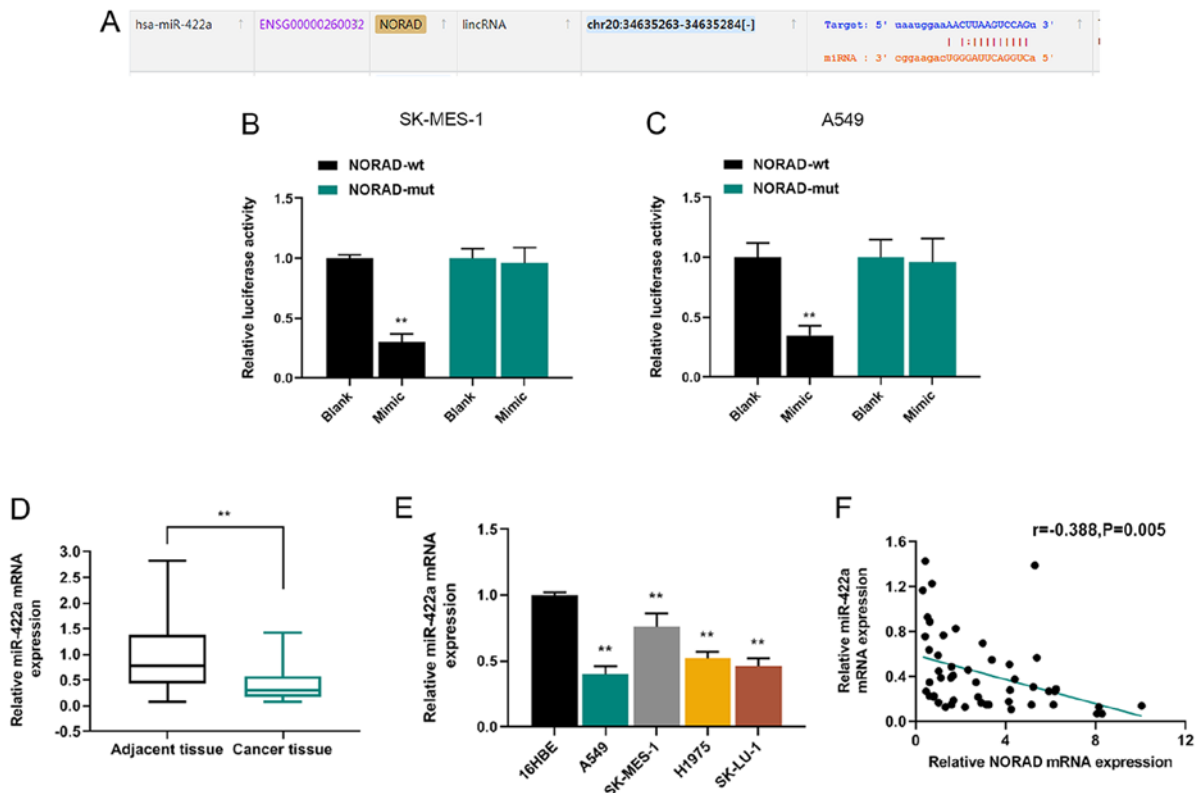 A
hsa-miR-422a ↑ ENSG00000260032 NORAD ↑ lincRNA ↑ chr20:34635263-34635284[-] ↑ Target: 5' uaauggaaAACUUAAGUCCAGu 3' ↑
|| |:|||||||||
miRNA : 3' cggaagacUGGGAUUCAGGUCa 5'
B
SK-MES-1
NORAD-wt
NORAD-mut
Relative luciferase activity
1.5
1.0
0.5
0.0
**
Blank
Mimic
Blank
Mimic
C
A549
NORAD-wt
NORAD-mut
Relative luciferase activity
1.5
1.0
0.5
0.0
**
Blank
Mimic
Blank
Mimic
D
**
Relative miR-422a mRNA
expression
3.0
2.5
2.0
1.5
1.0
0.5
0.0
-0.5
Adjacent tissue
Cancer tissue
E
Relative miR-422a mRNA
expression
1.5
1.0
0.5
0.0
**
**
**
**
16HBE
A549
SK-MES-1
H1975
SK-LU-1
F
r=-0.388,P=0.005
Relative miR-422a
mRNA expression
1.6
1.2
0.8
0.4
0.0
0
4
8
12
Relative NORAD mRNA expression